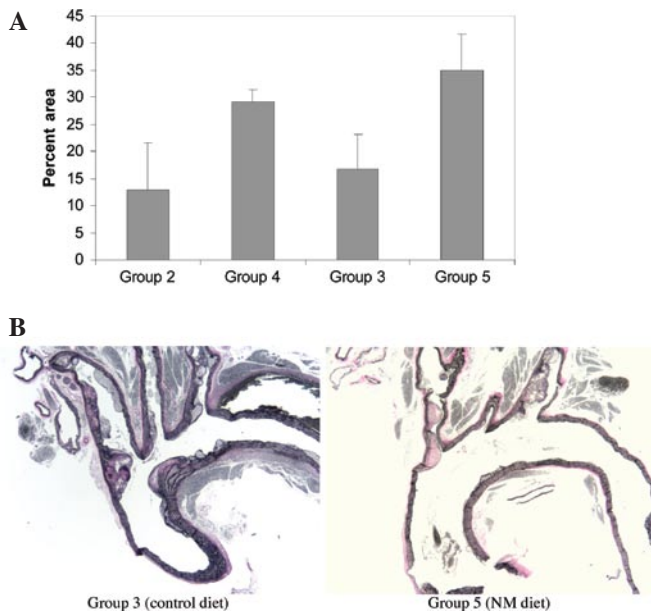 A
45
40
35
30
25
20
15
10
5
0
Percent area
Group 2 Group 4 Group 3 Group 5
B
Group 3 (control diet) Group 5 (NM diet)